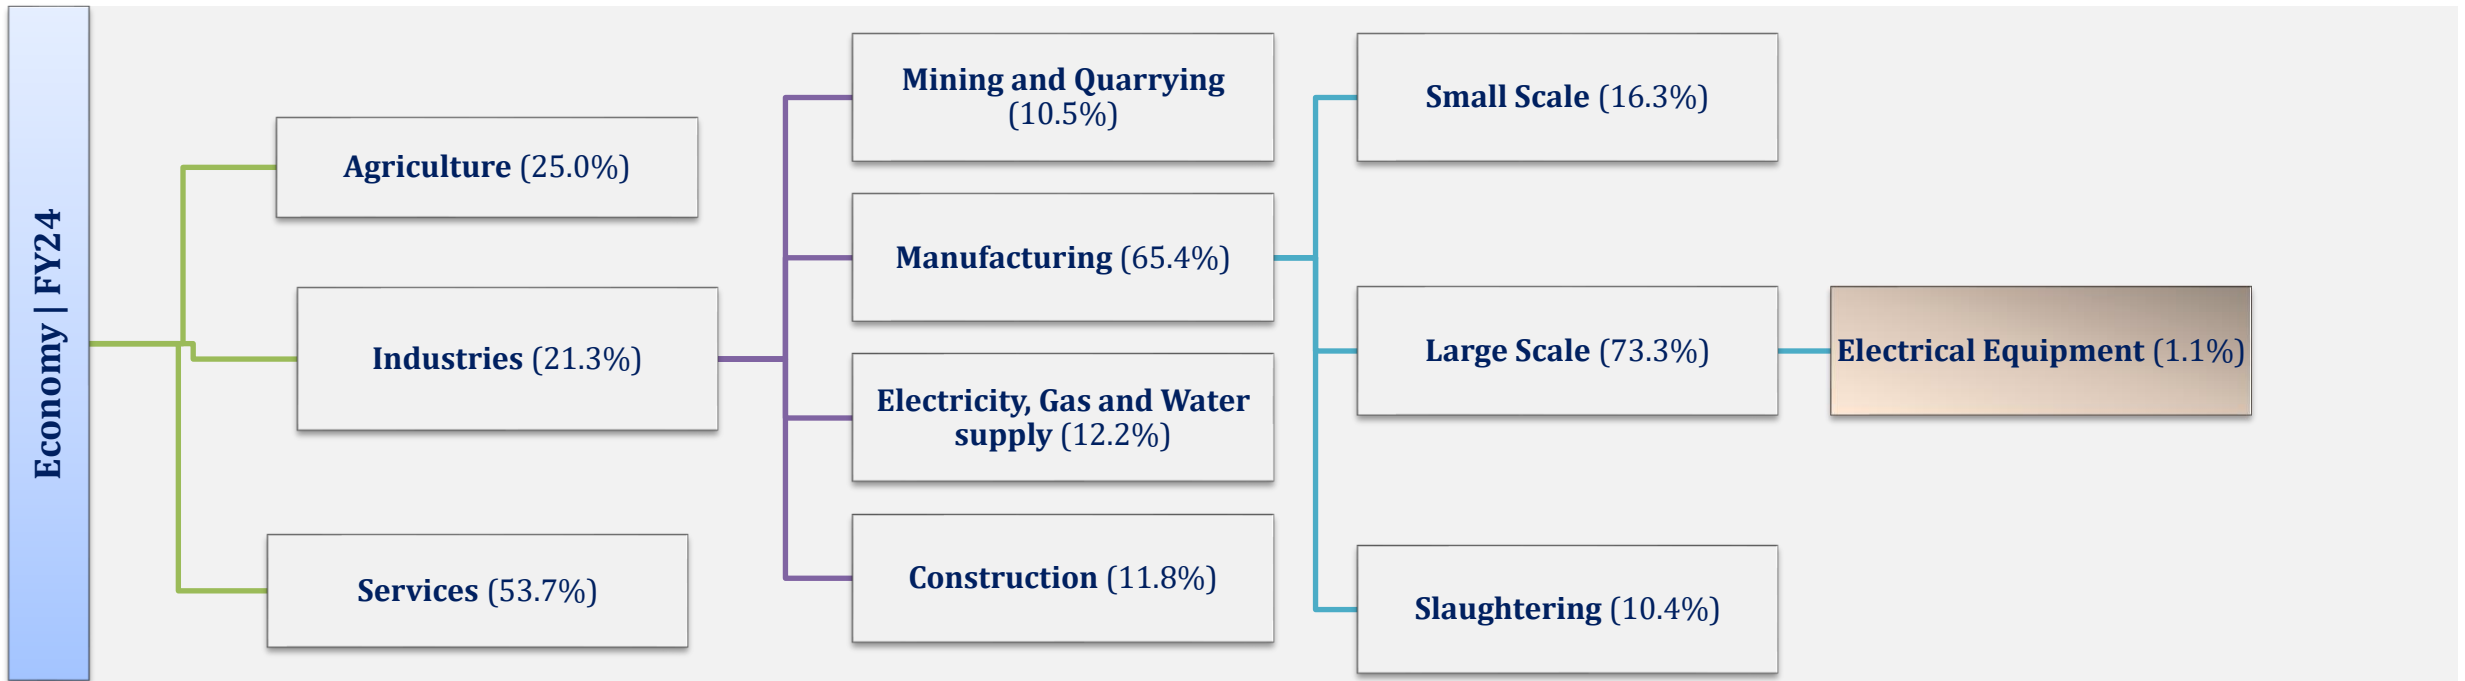 Economy | FY24
Agriculture (25.0%)
Industries (21.3%)
Services (53.7%)
Mining and Quarrying
(10.5%)
Manufacturing (65.4%)
Electricity, Gas and Water
supply (12.2%)
Construction (11.8%)
Small Scale (16.3%)
Large Scale (73.3%)
Slaughtering (10.4%)
Electrical Equipment (1.1%)